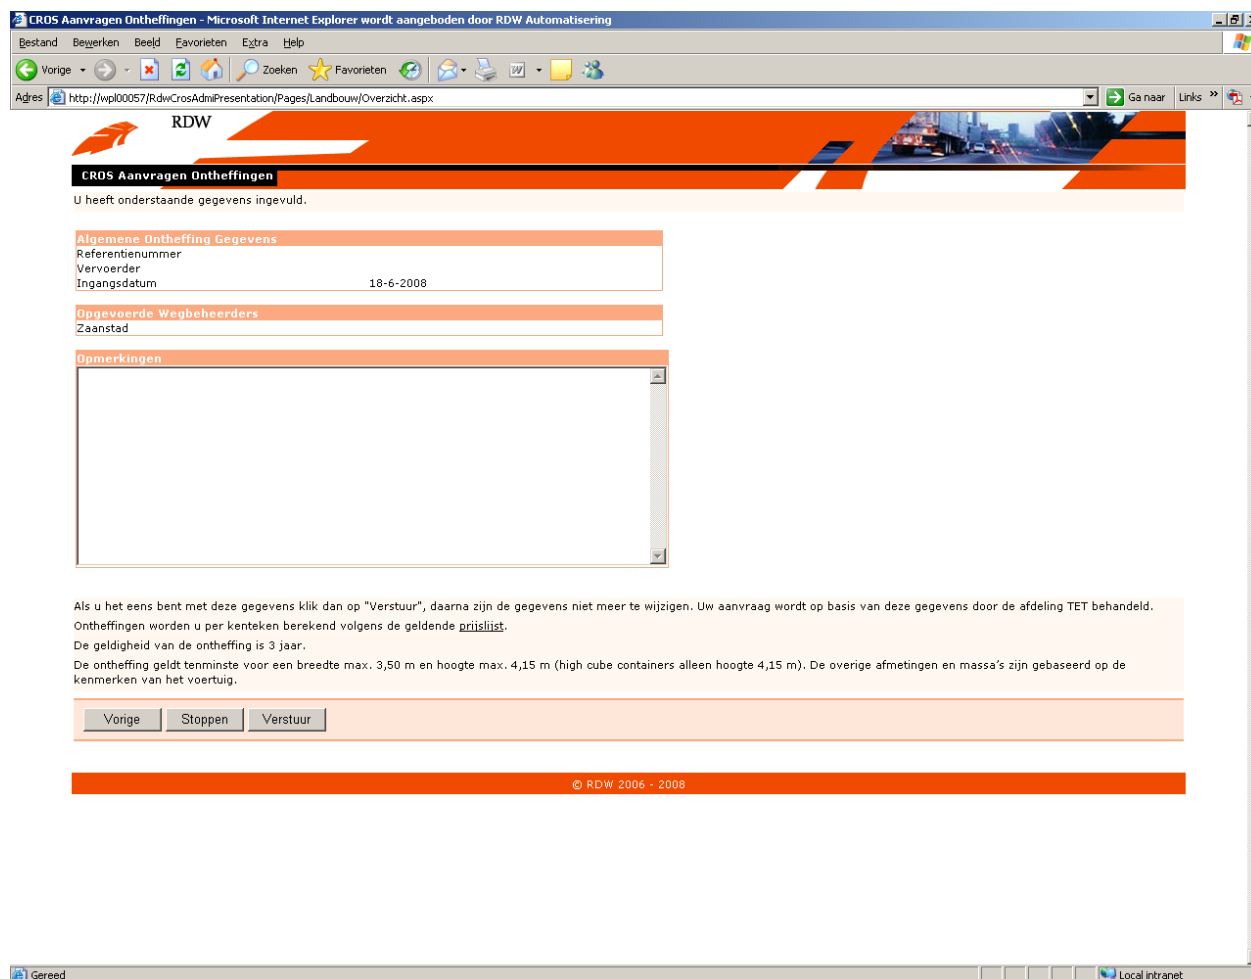 CROS Aanvragen Ontheffingen - Microsoft Internet Explorer wordt aangeboden door RDW Automatisering
Bestand Bewerken Beeld Favorieten Extra Help
Vorige Zoeken Favorieten
Adres http://wpl00057/RdwCrosAdmiPresentation/Pages/Landbouw/Overzicht.aspx Ga naar Links »
RDW
CROS Aanvragen Ontheffingen
U heeft onderstaande gegevens ingevuld.
Algemene Ontheffing Gegevens
Referentienummer
Vervoerder
Ingangsdatum 18-6-2008
Opgevoerde Wegbeheerders
Zaanstad
Opmerkingen
Als u het eens bent met deze gegevens klik dan op "Verstuur", daarna zijn de gegevens niet meer te wijzigen. Uw aanvraag wordt op basis van deze gegevens door de afdeling TET behandeld.
Ontheffingen worden u per kenteken berekend volgens de geldende prijslijst.
De geldigheid van de ontheffing is 3 jaar.
De ontheffing geldt tenminste voor een breedte max. 3,50 m en hoogte max. 4,15 m (high cube containers alleen hoogte 4,15 m). De overige afmetingen en massa's zijn gebaseerd op de
kenmerken van het voertuig.
Vorige Stoppen Verstuur
© RDW 2006 - 2008
Gereed Local intranet